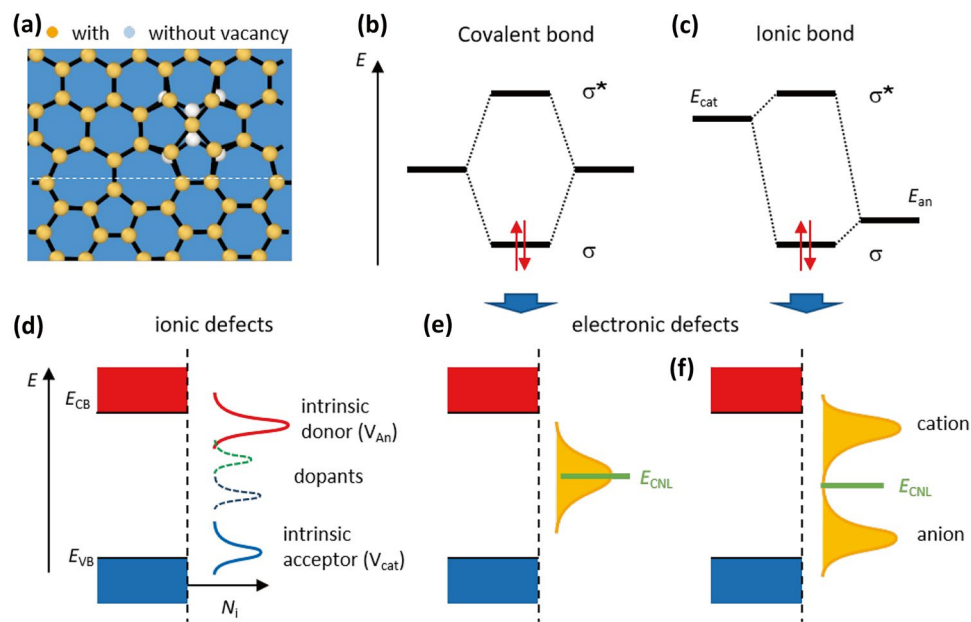 (a) with without vacancy
(b) Covalent bond
E
σ*
σ
(c) Ionic bond
E_cat
σ*
E_an
σ
(d) ionic defects
E
E_CB
intrinsic
donor (V_An)
dopants
E_VB
intrinsic
acceptor (V_cat)
N_i
electronic defects
(e)
E_CNL
(f)
cation
E_CNL
anion